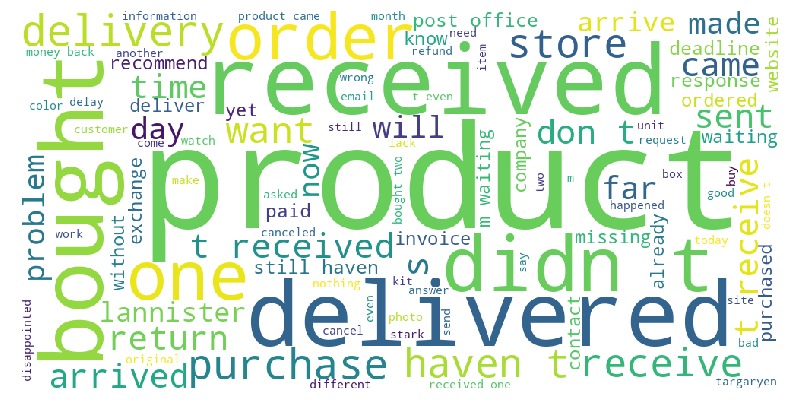 information
product came
month
post office
arrive
made
website
delivery
order
know
need
store
deadline
money back
another
recommend
refund
item
came
bought
time
received
wrong
response
color
delay
deliver
email
t even
ordered
customer
day
yet
want
still
will
don t
unit
sent
come
watch
lack
company
request
waiting
problem
exchange
product
now
m waiting
make
asked
bought two
two
m
far
box
good
buy
work
without
paid
happened
t receive
doesn t
canceled
t received
invoice
s
didn t
missing
already
today
purchased
one
still haven
say
nothing
kit
answer
delivered
site
disappointed
lannister
return
even
photo
send
contact
cancel
stark
bad
original
arrived
purchase
haven t
receive
different
received one
targaryen